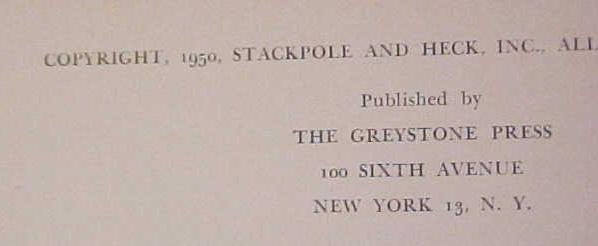 COPYRIGHT, 1950, STACKPOLE AND HECK, INC., ALL
Published by
THE GREYSTONE PRESS
100 SIXTH AVENUE
NEW YORK 13, N. Y.